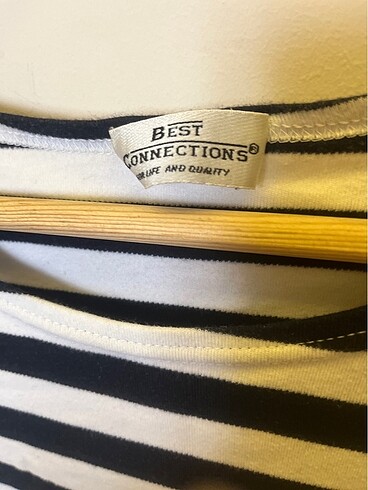 BEST
CONNECTIONS®
FOR LIFE AND QUALITY